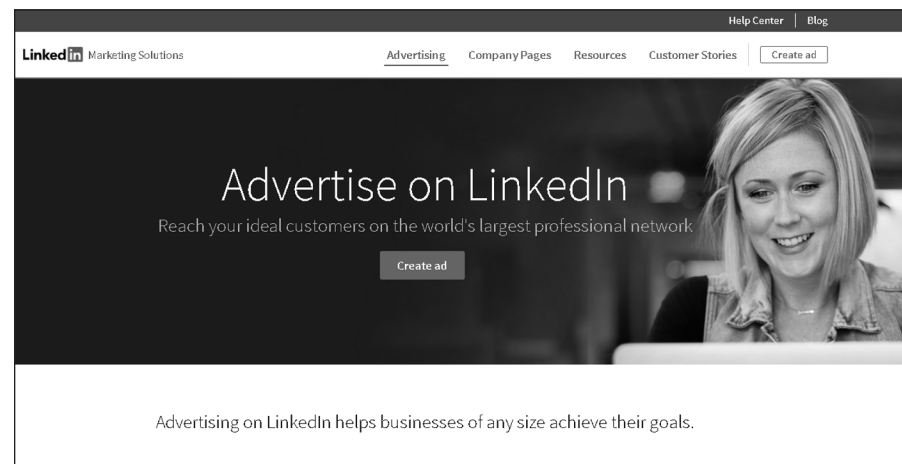 Help Center | Blog
Linked in Marketing Solutions
Advertising Company Pages Resources Customer Stories Create ad
Advertise on LinkedIn
Reach your ideal customers on the world's largest professional network
Create ad
Advertising on LinkedIn helps businesses of any size achieve their goals.